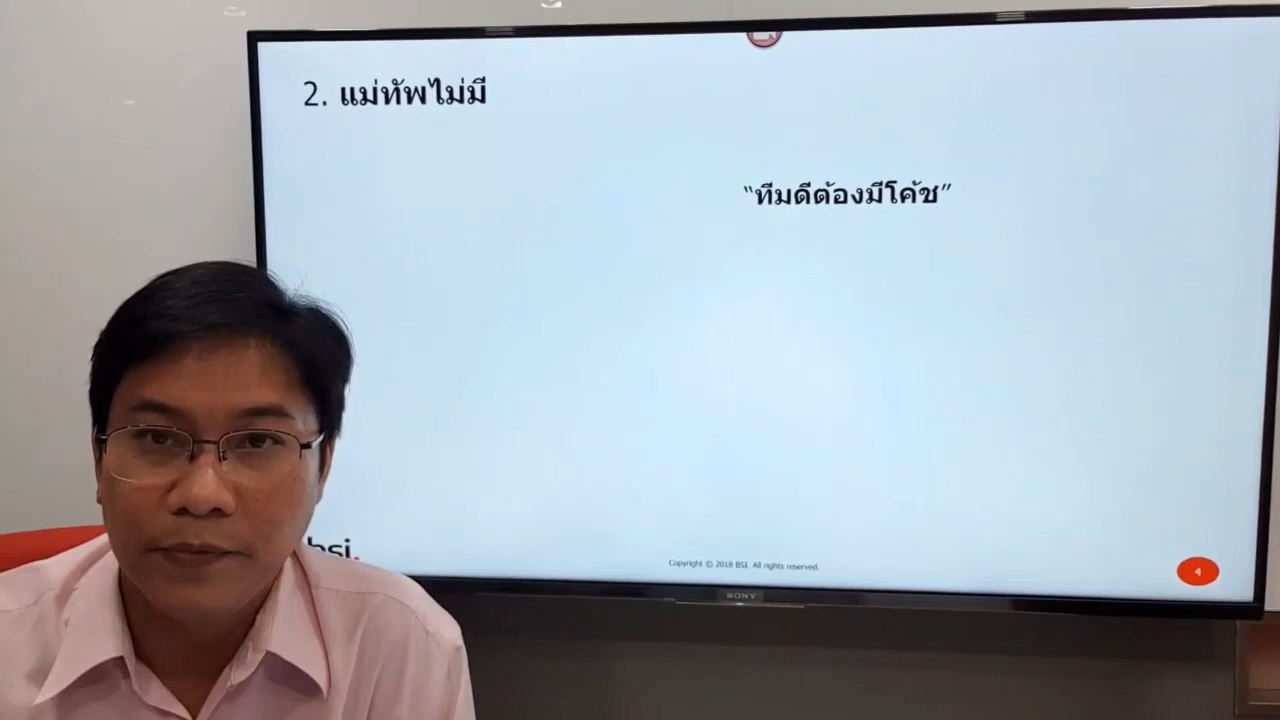 2. แม่ทัพไม่มี
“ทีมดีต้องมีโค้ช”
bsi.
Copyright © 2018 BSI. All rights reserved.
4
SONY